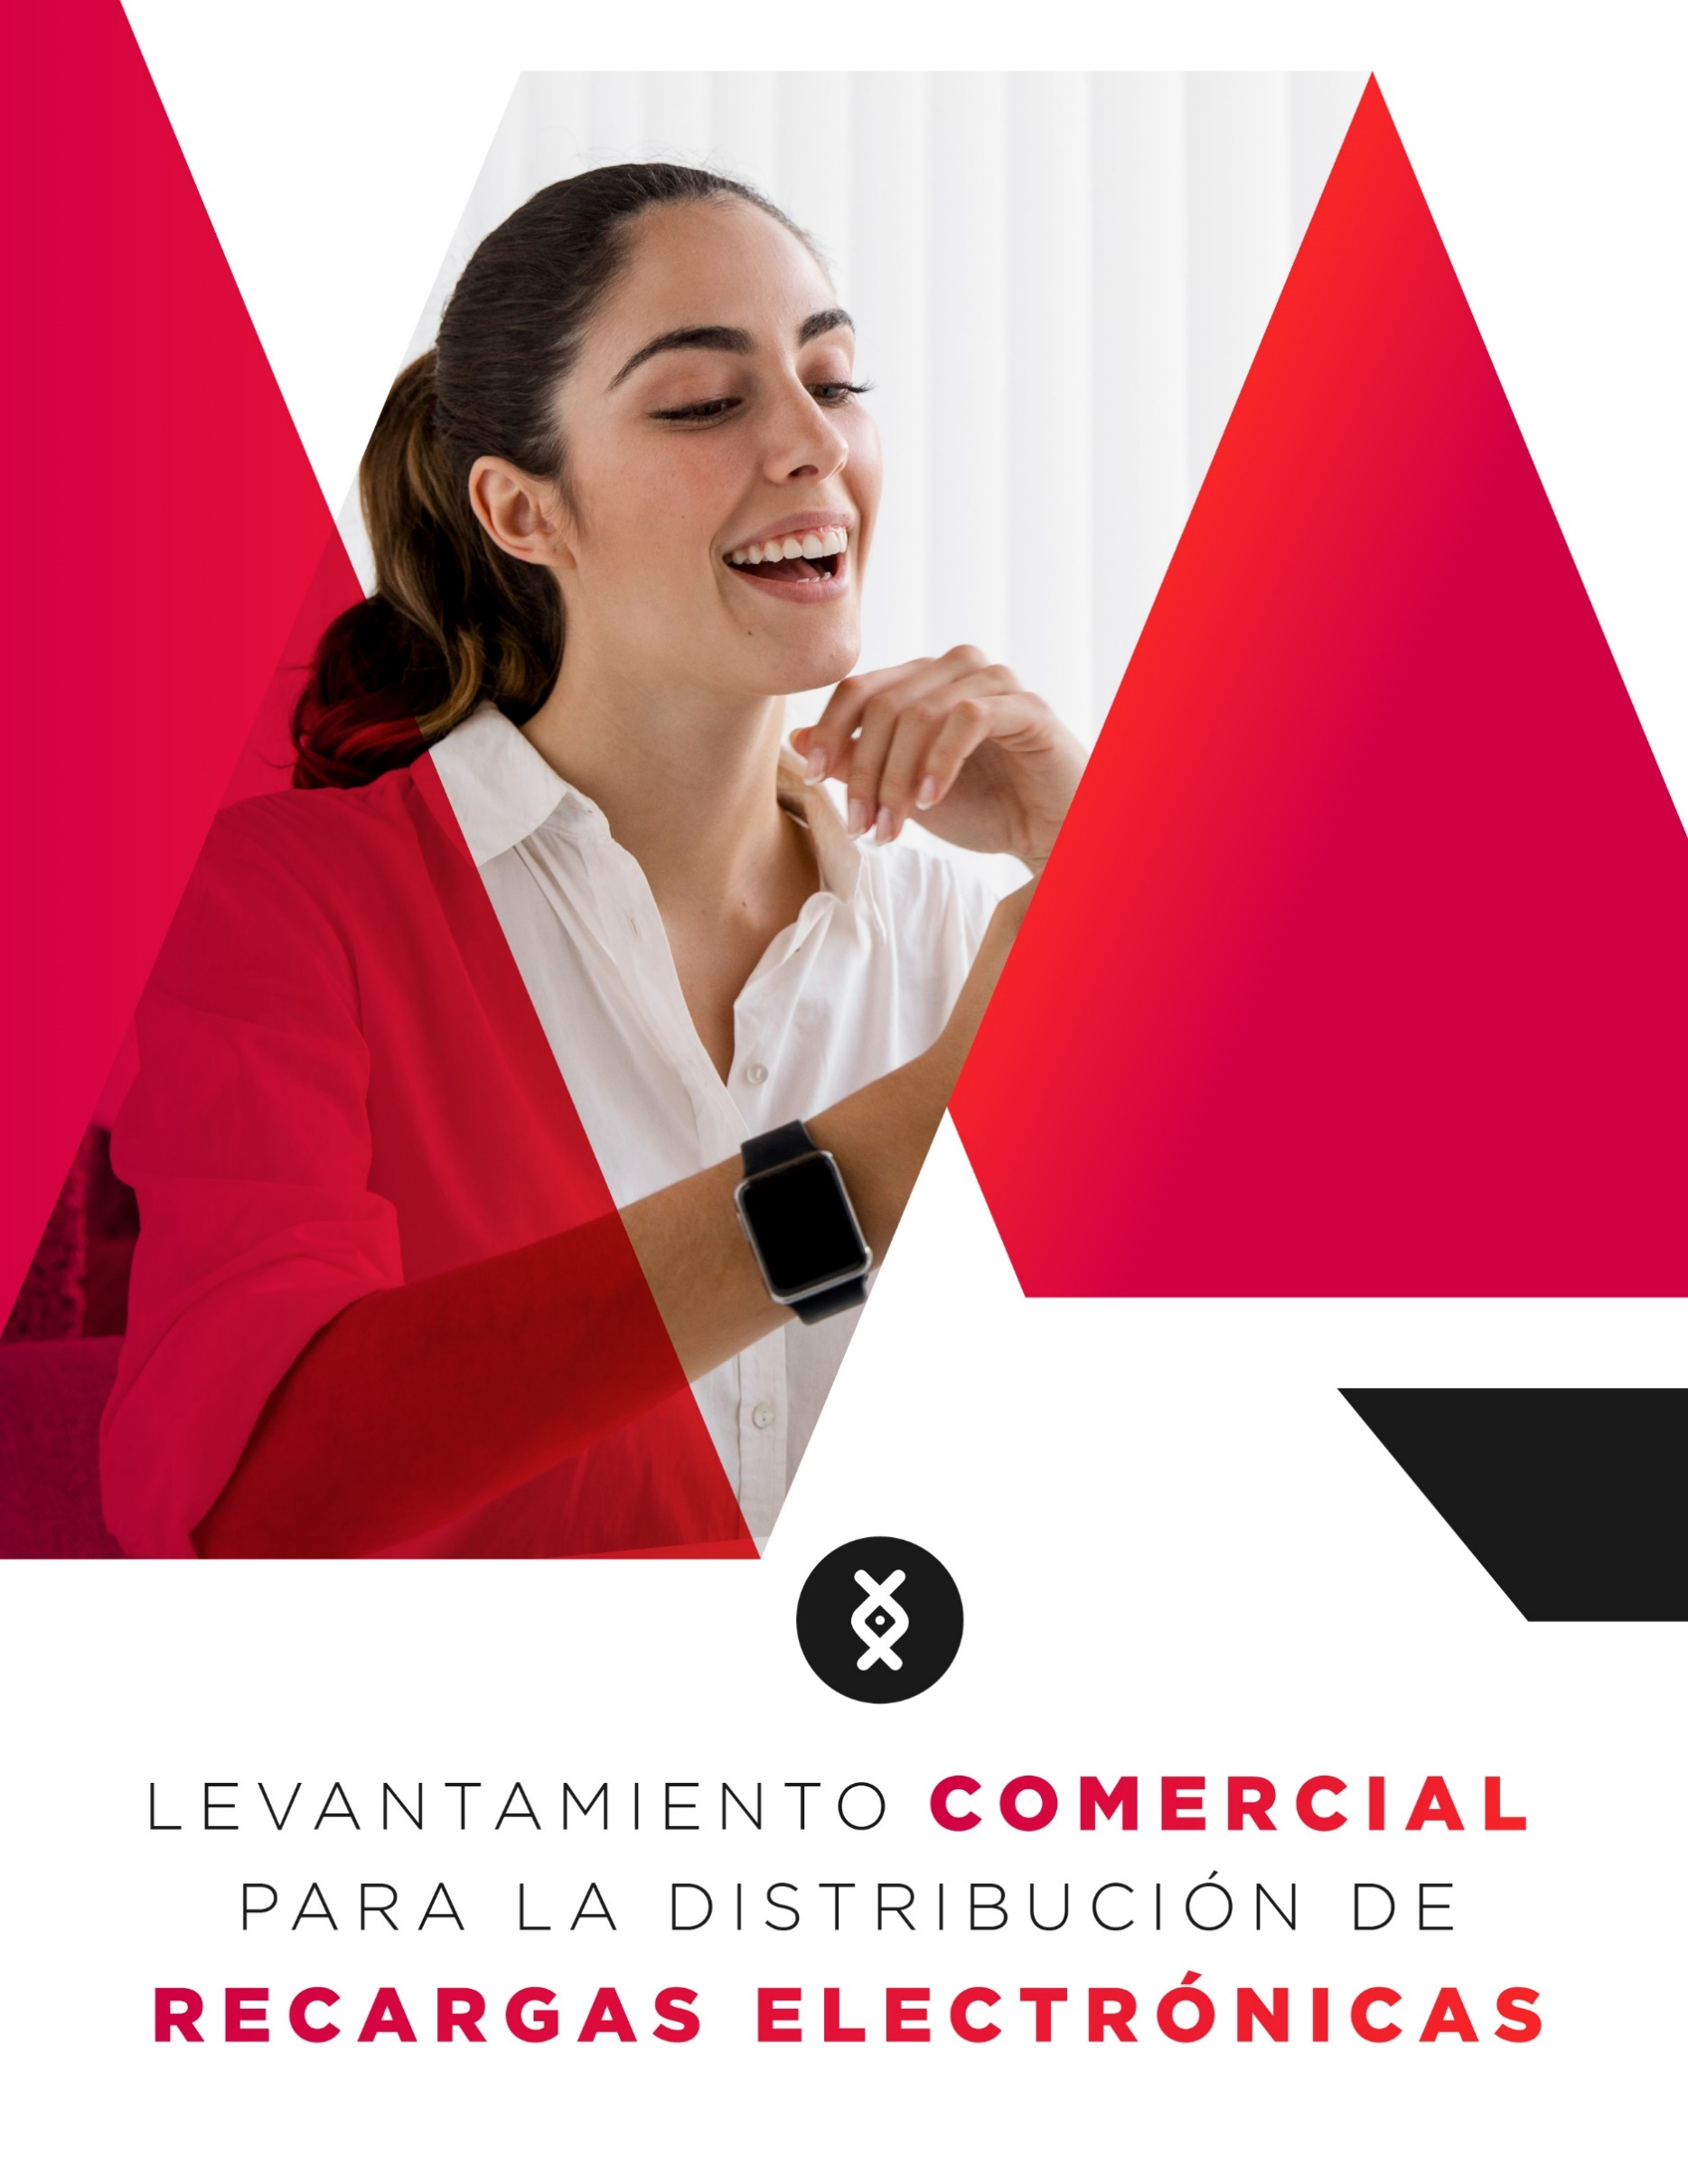 LEVANTAMIENTO COMERCIAL
PARA LA DISTRIBUCIÓN DE
RECARGAS ELECTRÓNICAS